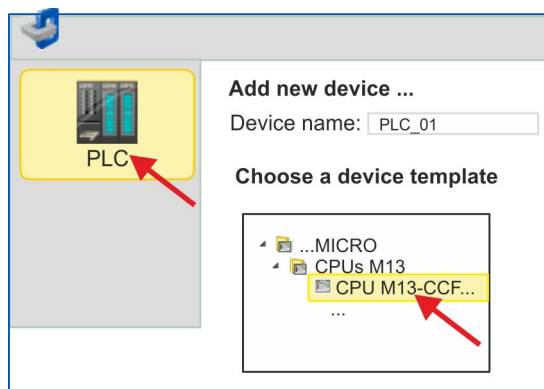 PLC
Add new device ...
Device name: PLC_01
Choose a device template
...MICRO
CPUs M13
CPU M13-CCF...
...